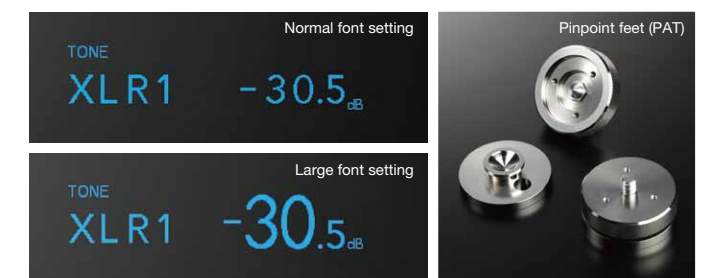 Normal font setting
TONE
XLR1 -30.5dB
Large font setting
TONE
XLR1 -30.5dB
Pinpoint feet (PAT)